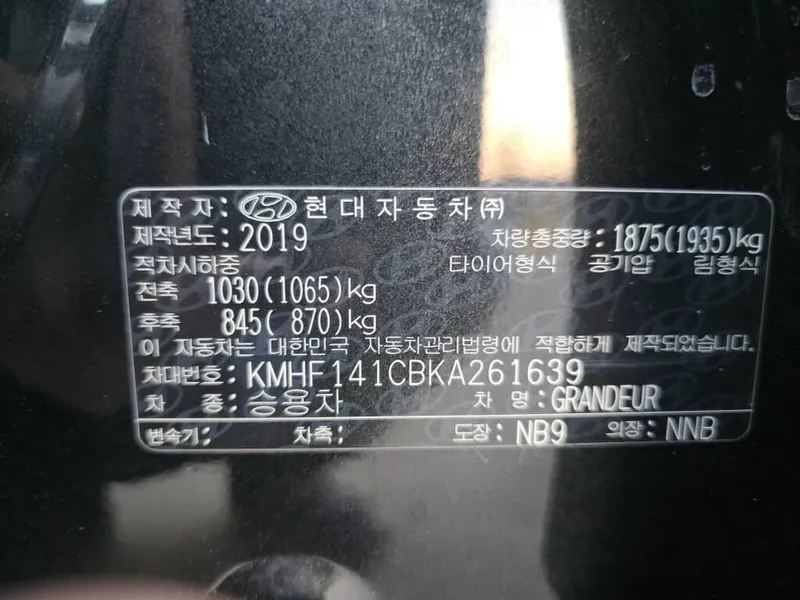 제작자: 현대자동차㈜
제작년도: 2019 차량총중량: 1875(1935)kg
적차시하중 타이어형식 공기압 림형식
전축 1030(1065)kg
후축 845( 870)kg
이 자동차는 대한민국 자동차관리법령에 적합하게 제작되었습니다.
차대번호: KMHF141CBKA261639
차 종: 승용차 차 명: GRANDEUR
변속기: 차축: 도장: NB9 의장: NNB